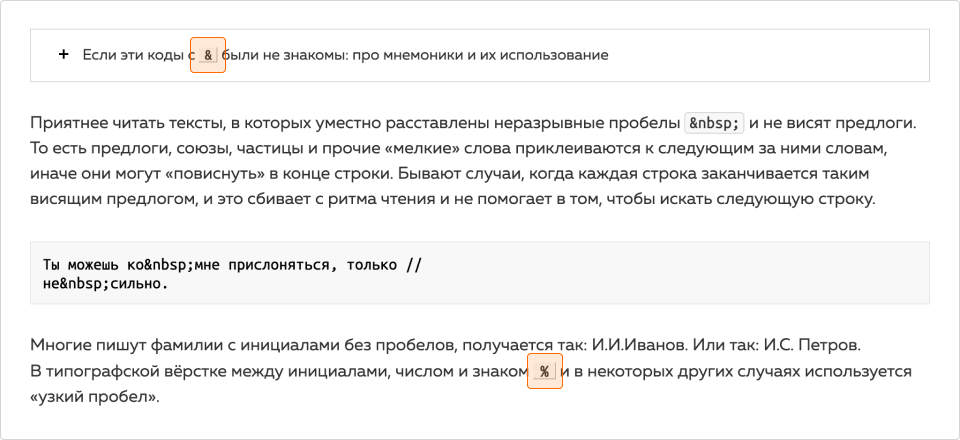 + Если эти коды с & были не знакомы: про мнемоники и их использование
Приятнее читать тексты, в которых уместно расставлены неразрывные пробелы &nbsp; и не висят предлоги.
То есть предлоги, союзы, частицы и прочие «мелкие» слова приклеиваются к следующим за ними словам,
иначе они могут «повиснуть» в конце строки. Бывают случаи, когда каждая строка заканчивается таким
висящим предлогом, и это сбивает с ритма чтения и не помогает в том, чтобы искать следующую строку.
Ты можешь ко&nbsp;мне прислоняться, только //
не&nbsp;сильно.
Многие пишут фамилии с инициалами без пробелов, получается так: И.И.Иванов. Или так: И.С. Петров.
В типографской вёрстке между инициалами, числом и знаком % и в некоторых других случаях используется
«узкий пробел».